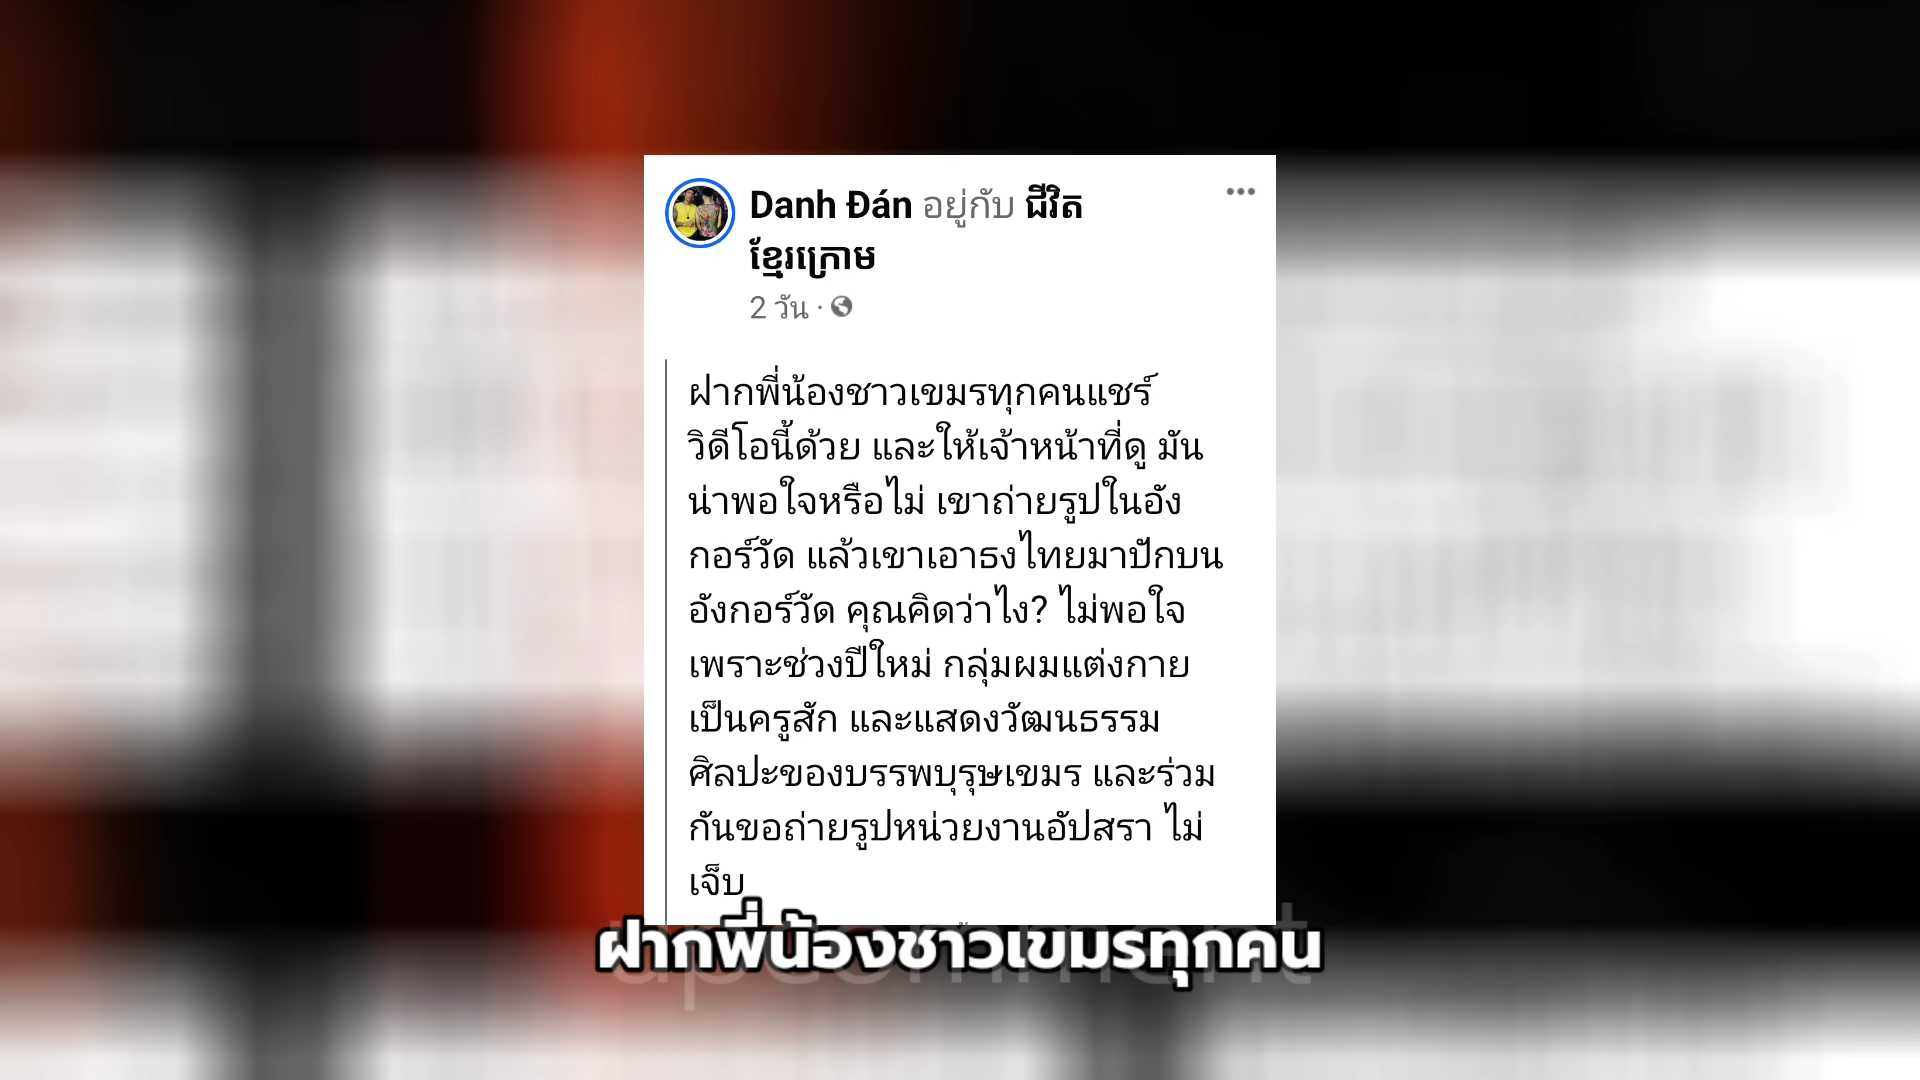 Danh Đán อยู่กับ ជីវិត
ខ្មែរក្រោម
2 วัน ·
ฝากพี่น้องชาวเขมรทุกคนแชร์
วิดีโอนี้ด้วย และให้เจ้าหน้าที่ดู มัน
น่าพอใจหรือไม่ เขาถ่ายรูปในอัง
กอร์วัด แล้วเขาเอาธงไทยมาปักบน
อังกอร์วัด คุณคิดว่าไง? ไม่พอใจ
เพราะช่วงปีใหม่ กลุ่มผมแต่งกาย
เป็นครูสัก และแสดงวัฒนธรรม
ศิลปะของบรรพบุรุษเขมร และร่วม
กันขอถ่ายรูปหน่วยงานอัปสรา ไม่
เจ็บ
upcomment
ฝากพี่น้องชาวเขมรทุกคน